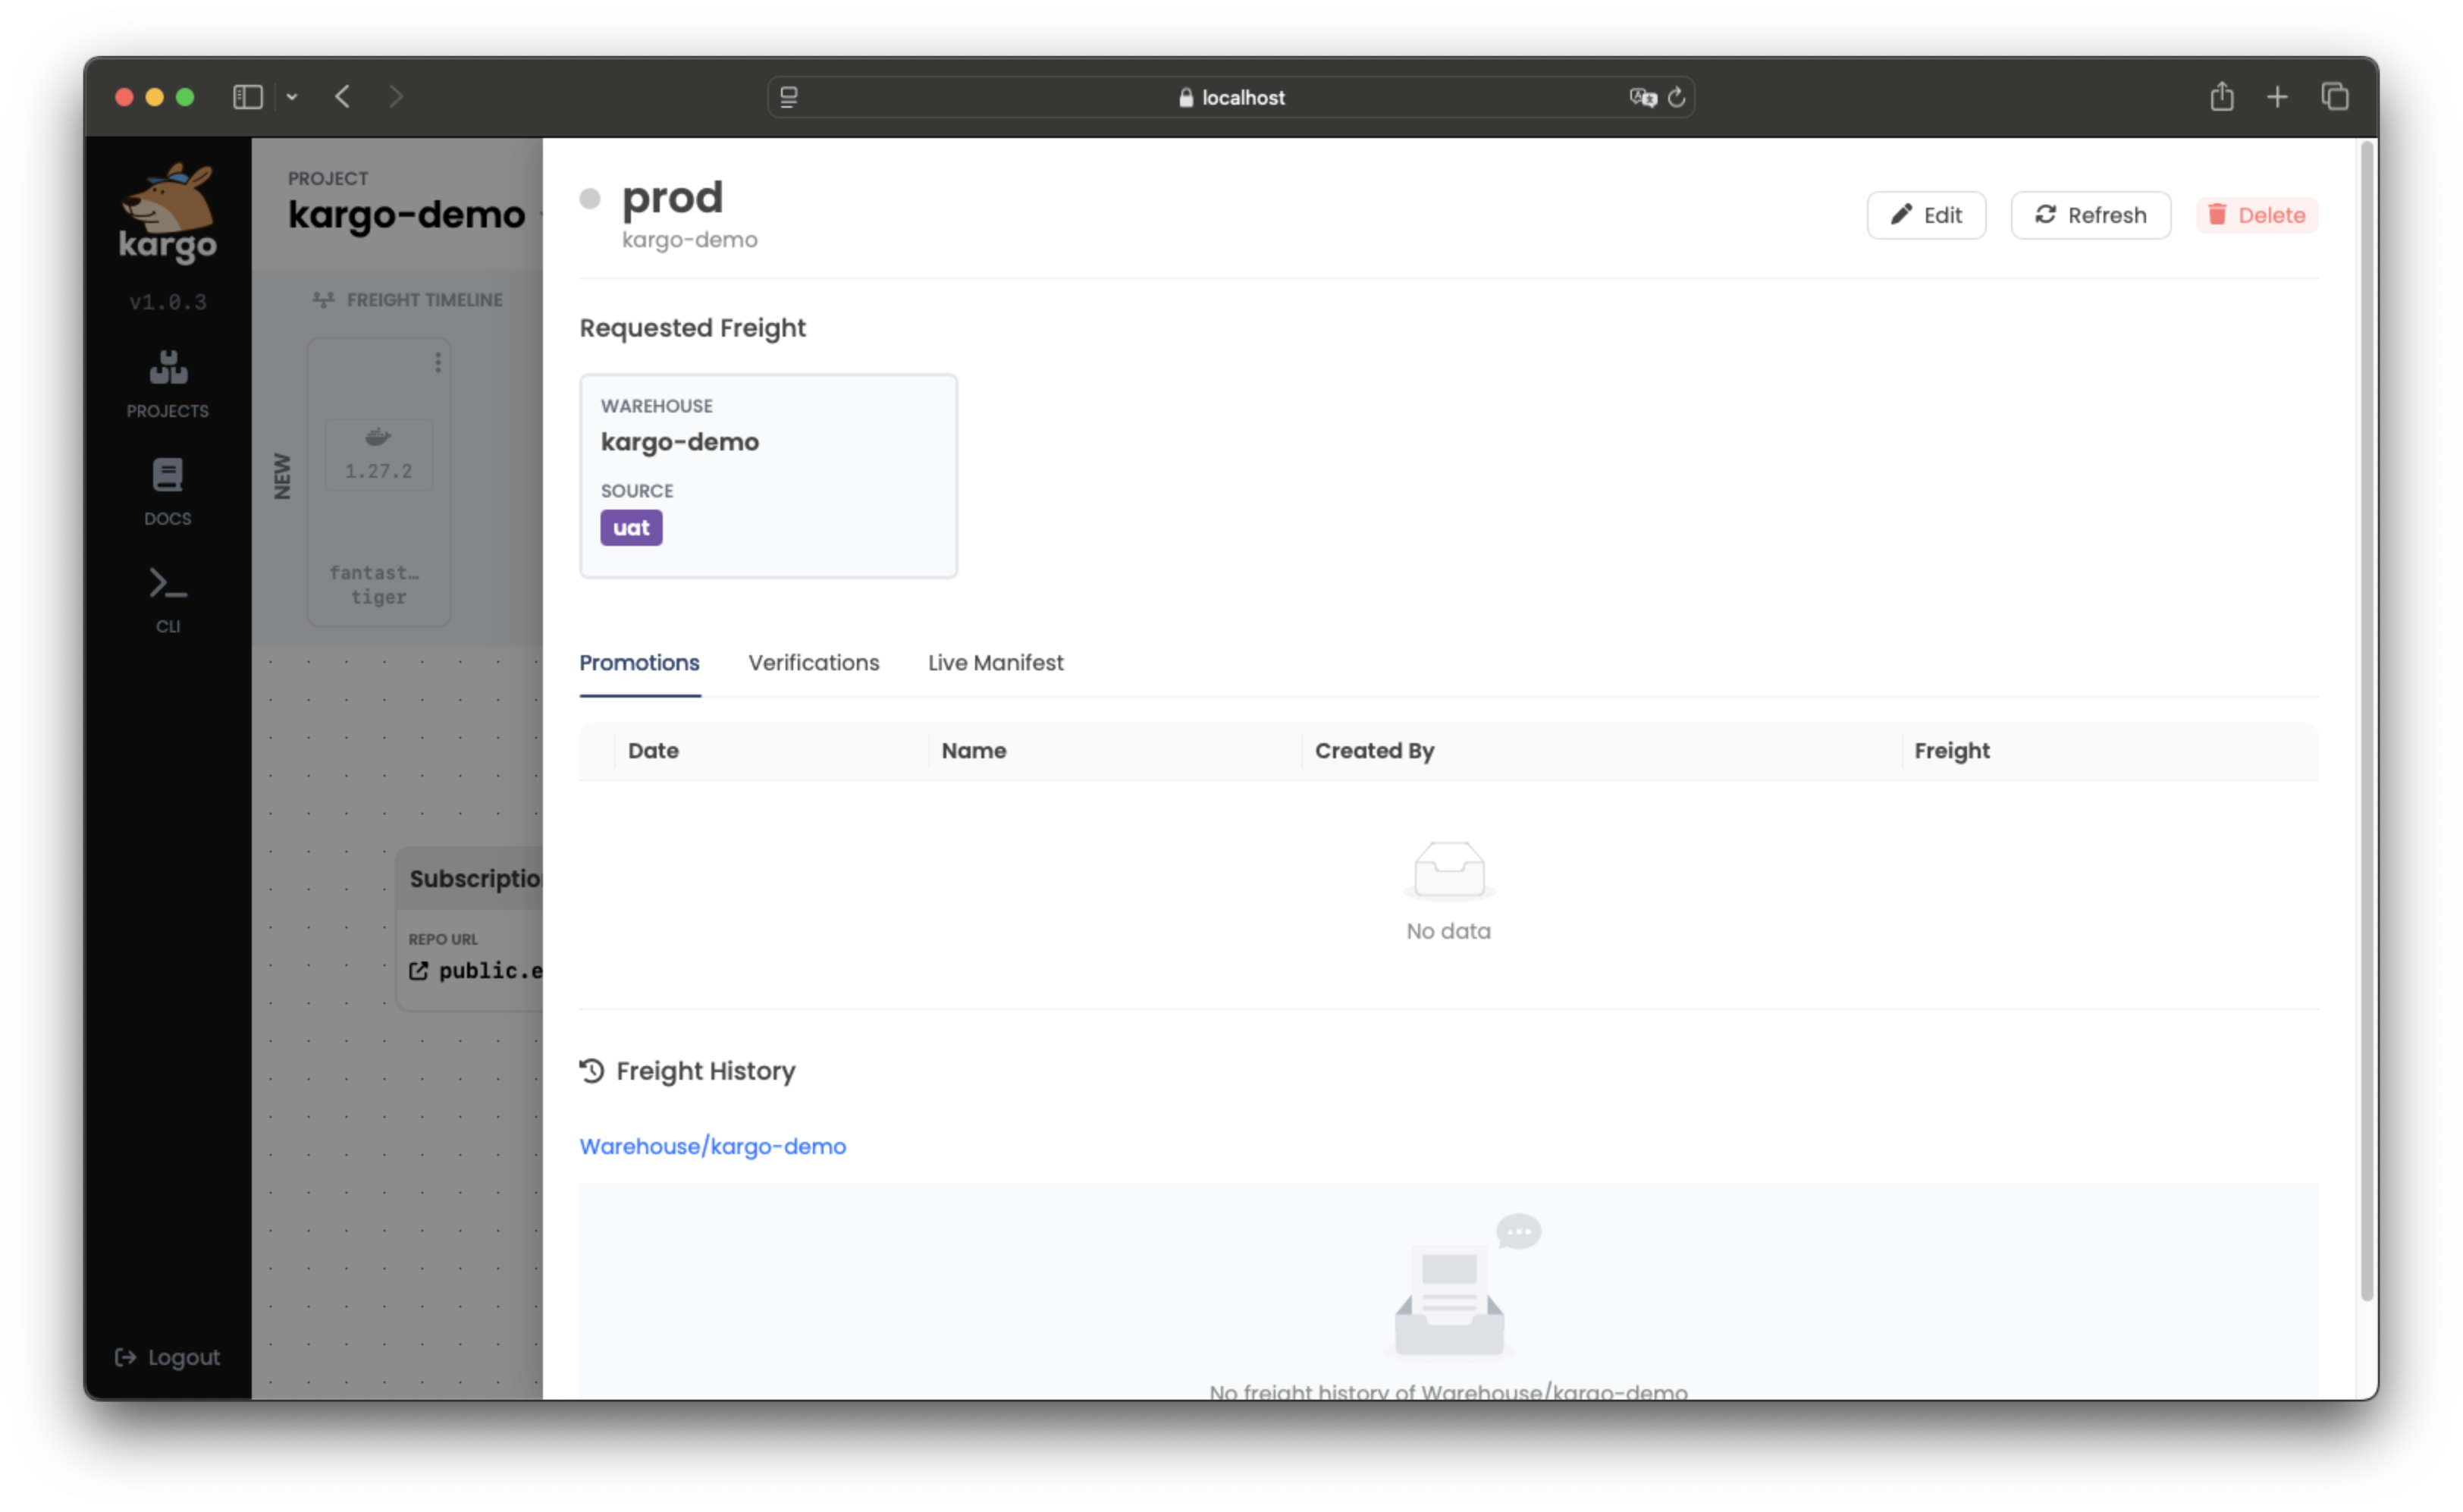 localhost
kargo
v1.0.3
PROJECTS
DOCS
CLI
Logout
PROJECT
kargo-demo
FREIGHT TIMELINE
NEW
1.27.2
fantast…
tiger
Subscriptio
REPO URL
public.e
prod
kargo-demo
Edit
Refresh
Delete
Requested Freight
WAREHOUSE
kargo-demo
SOURCE
uat
Promotions Verifications Live Manifest
Date Name Created By Freight
No data
Freight History
Warehouse/kargo-demo
No freight history of Warehouse/kargo-demo